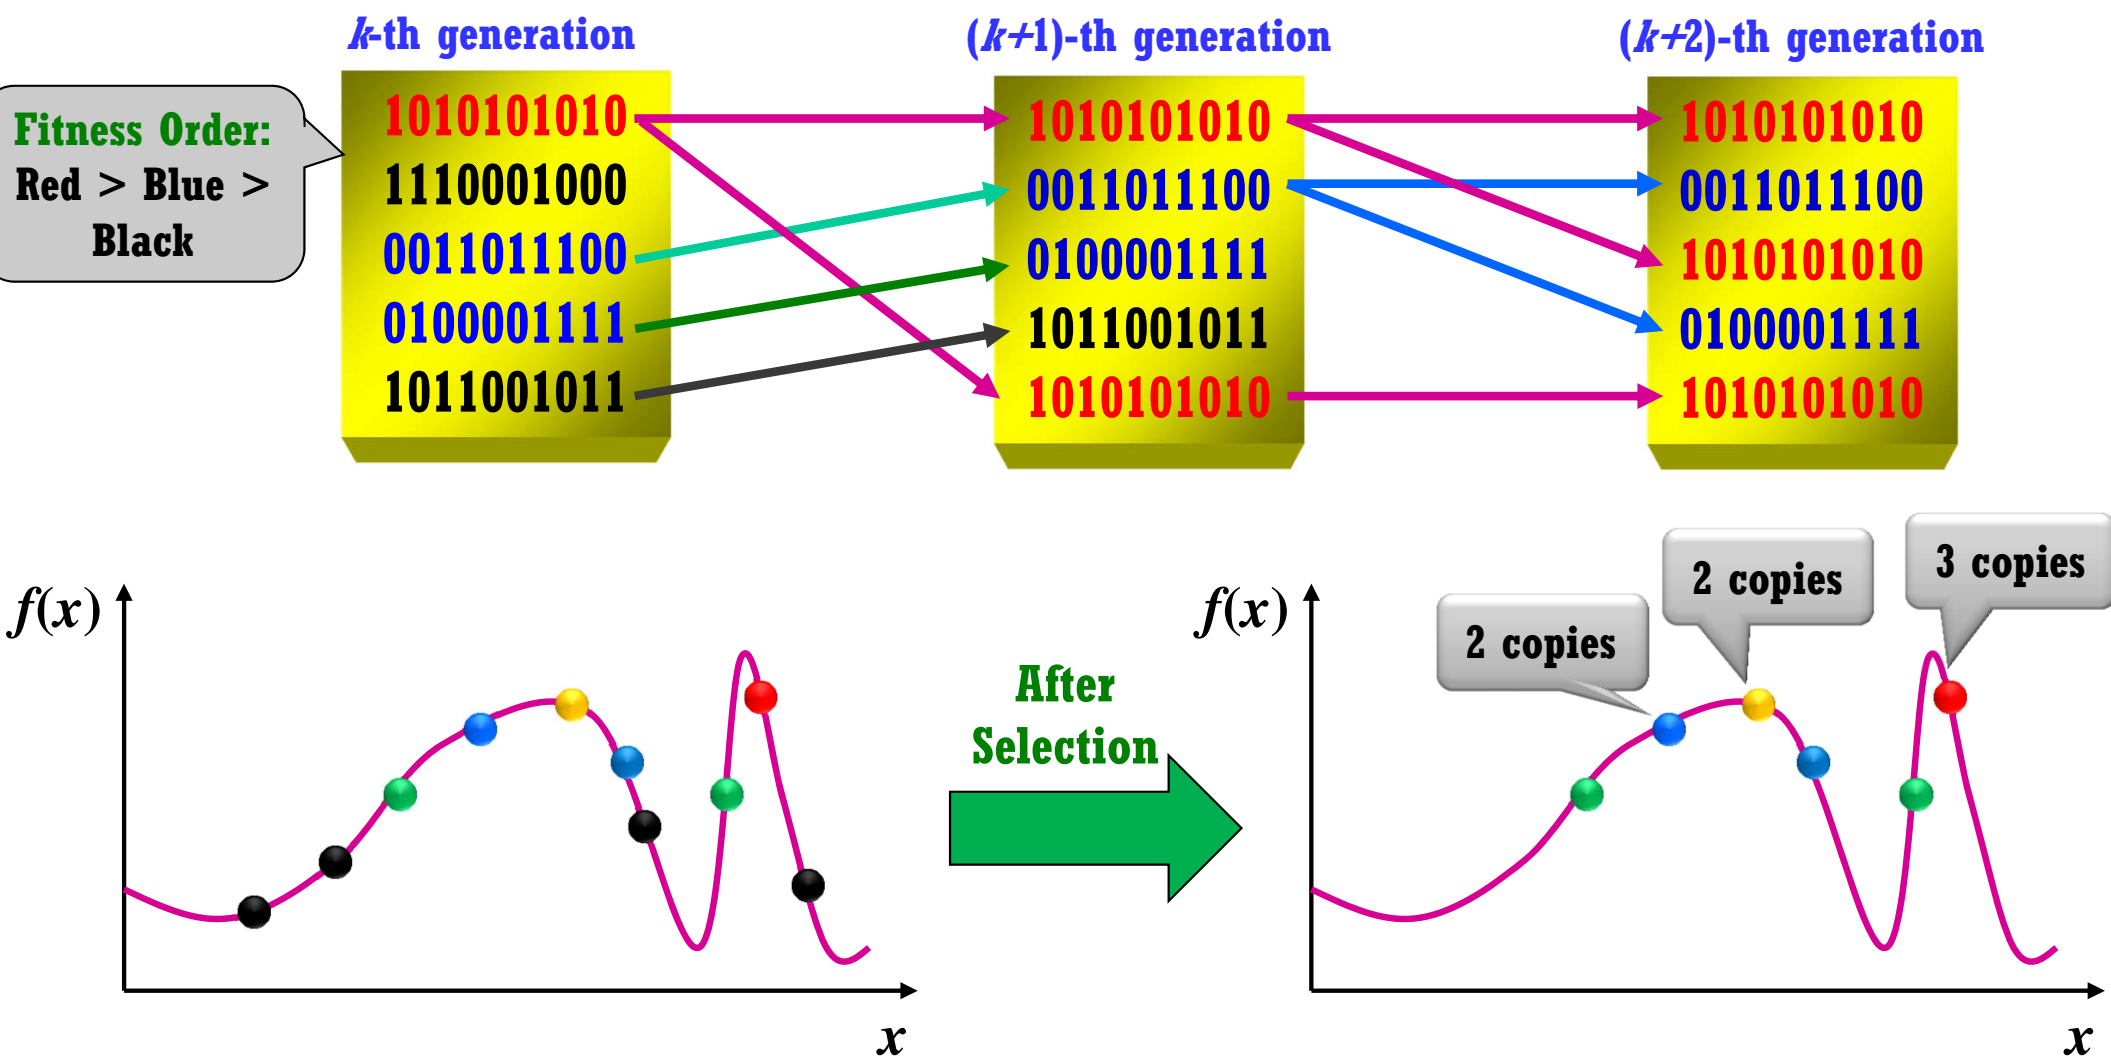 k-th generation
(k+1)-th generation
(k+2)-th generation
Fitness Order:
Red > Blue >
Black
1010101010
1110001000
0011011100
0100001111
1011001011
1010101010
0011011100
0100001111
1011001011
1010101010
1010101010
0011011100
1010101010
0100001111
1010101010
f(x)
x
After
Selection
f(x)
2 copies
2 copies
3 copies
x